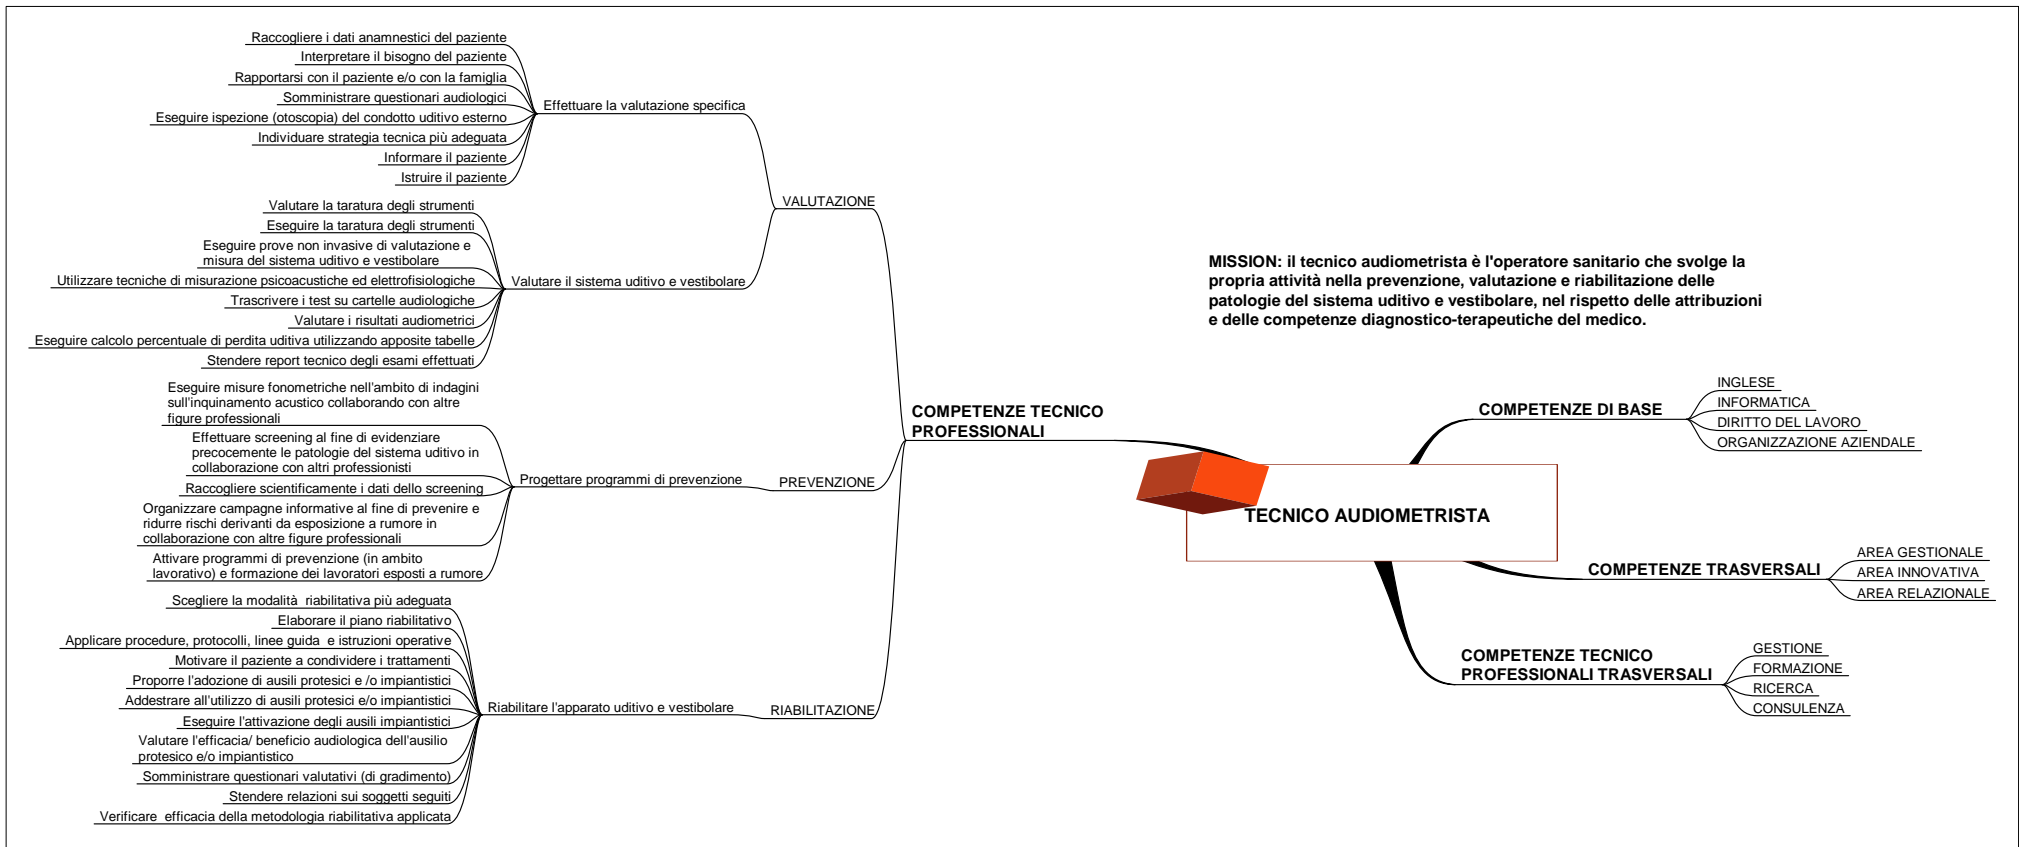 Raccogliere i dati anamnestici del paziente
Interpretare il bisogno del paziente
Rapportarsi con il paziente e/o con la famiglia
Somministrare questionari audiologici
Eseguire ispezione (otoscopia) del condotto uditivo esterno
Individuare strategia tecnica più adeguata
Informare il paziente
Istruire il paziente
Effettuare la valutazione specifica
Valutare la taratura degli strumenti
Eseguire la taratura degli strumenti
Eseguire prove non invasive di valutazione e
misura del sistema uditivo e vestibolare
Utilizzare tecniche di misurazione psicoacustiche ed elettrofisiologiche
Trascrivere i test su cartelle audiologiche
Valutare i risultati audiometrici
Eseguire calcolo percentuale di perdita uditiva utilizzando apposite tabelle
Stendere report tecnico degli esami effettuati
Valutare il sistema uditivo e vestibolare
VALUTAZIONE
Eseguire misure fonometriche nell'ambito di indagini
sull'inquinamento acustico collaborando con altre
figure professionali
Effettuare screening al fine di evidenziare
precocemente le patologie del sistema uditivo in
collaborazione con altri professionisti
Raccogliere scientificamente i dati dello screening
Organizzare campagne informative al fine di prevenire e
ridurre rischi derivanti da esposizione a rumore in
collaborazione con altre figure professionali
Attivare programmi di prevenzione (in ambito
lavorativo) e formazione dei lavoratori esposti a rumore
Progettare programmi di prevenzione
PREVENZIONE
Scegliere la modalità riabilitativa più adeguata
Elaborare il piano riabilitativo
Applicare procedure, protocolli, linee guida e istruzioni operative
Motivare il paziente a condividere i trattamenti
Proporre l'adozione di ausili protesici e /o impiantistici
Addestrare all'utilizzo di ausili protesici e/o impiantistici
Eseguire l'attivazione degli ausili impiantistici
Valutare l'efficacia/ beneficio audiologica dell'ausilio
protesico e/o impiantistico
Somministrare questionari valutativi (di gradimento)
Stendere relazioni sui soggetti seguiti
Verificare efficacia della metodologia riabilitativa applicata
Riabilitare l'apparato uditivo e vestibolare
RIABILITAZIONE
COMPETENZE TECNICO
PROFESSIONALI
MISSION: il tecnico audiometrista è l'operatore sanitario che svolge la
propria attività nella prevenzione, valutazione e riabilitazione delle
patologie del sistema uditivo e vestibolare, nel rispetto delle attribuzioni
e delle competenze diagnostico-terapeutiche del medico.
TECNICO AUDIOMETRISTA
COMPETENZE DI BASE
INGLESE
INFORMATICA
DIRITTO DEL LAVORO
ORGANIZZAZIONE AZIENDALE
COMPETENZE TRASVERSALI
AREA GESTIONALE
AREA INNOVATIVA
AREA RELAZIONALE
COMPETENZE TECNICO
PROFESSIONALI TRASVERSALI
GESTIONE
FORMAZIONE
RICERCA
CONSULENZA